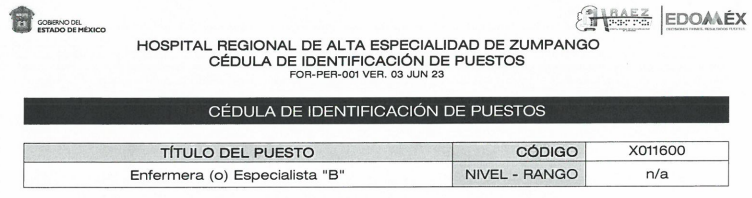 GOBIERNO DEL
ESTADO DE MÉXICO
EDOMÉX
HOSPITAL REGIONAL DE ALTA ESPECIALIDAD DE ZUMPANGO
CÉDULA DE IDENTIFICACIÓN DE PUESTOS
FOR-PER-001 VER. 03 JUN 23
CÉDULA DE IDENTIFICACIÓN DE PUESTOS
TÍTULO DEL PUESTO CÓDIGO X011600
Enfermera (o) Especialista "B" NIVEL - RANGO n/a